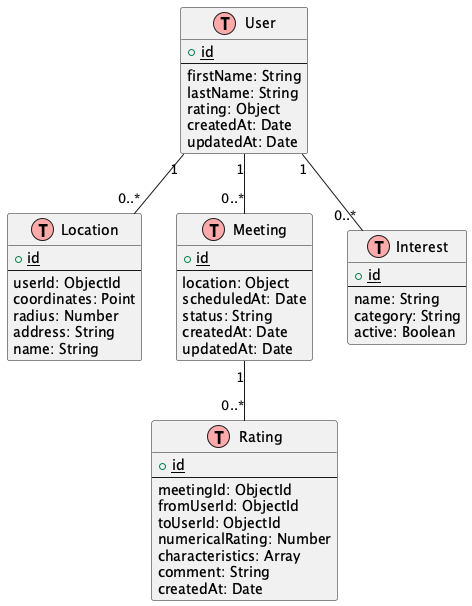 T User
id
firstName: String
lastName: String
rating: Object
createdAt: Date
updatedAt: Date
1 1 1
0..* 0..* 0..*
T Location
id
userId: ObjectId
coordinates: Point
radius: Number
address: String
name: String
T Meeting
id
location: Object
scheduledAt: Date
status: String
createdAt: Date
updatedAt: Date
T Interest
id
name: String
category: String
active: Boolean
1
0..*
T Rating
id
meetingId: ObjectId
fromUserId: ObjectId
toUserId: ObjectId
numericalRating: Number
characteristics: Array
comment: String
createdAt: Date